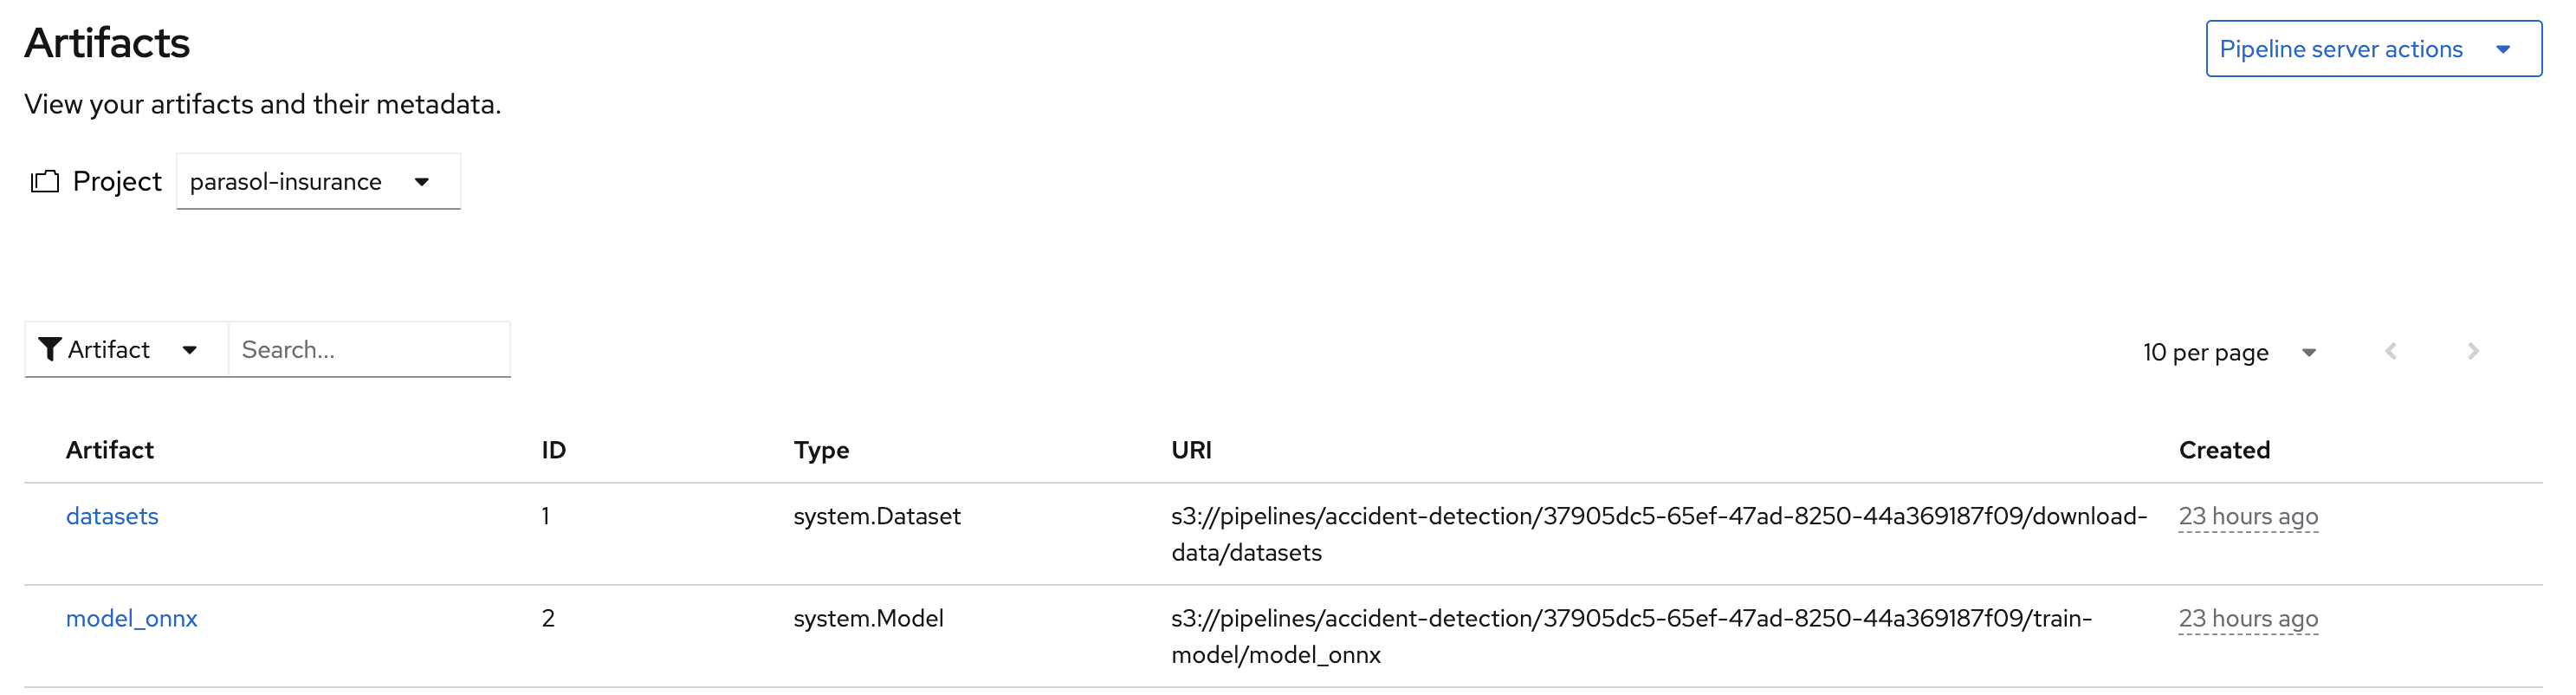 Artifacts
Pipeline server actions
View your artifacts and their metadata.
Project parasol-insurance
Artifact Search...
10 per page
Artifact ID Type URI Created
datasets 1 system.Dataset s3://pipelines/accident-detection/37905dc5-65ef-47ad-8250-44a369187f09/download- 23 hours ago
data/datasets
model_onnx 2 system.Model s3://pipelines/accident-detection/37905dc5-65ef-47ad-8250-44a369187f09/train- 23 hours ago
model/model_onnx